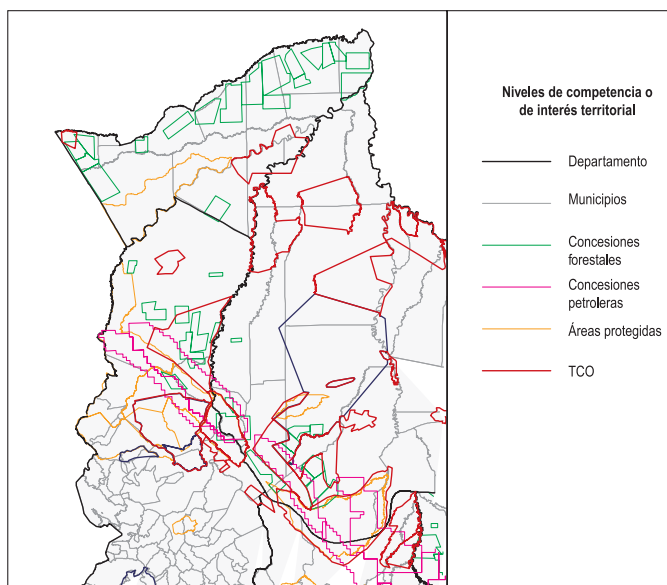 Niveles de competencia o
de interés territorial
Departamento
Municipios
Concesiones
forestales
Concesiones
petroleras
Áreas protegidas
TCO